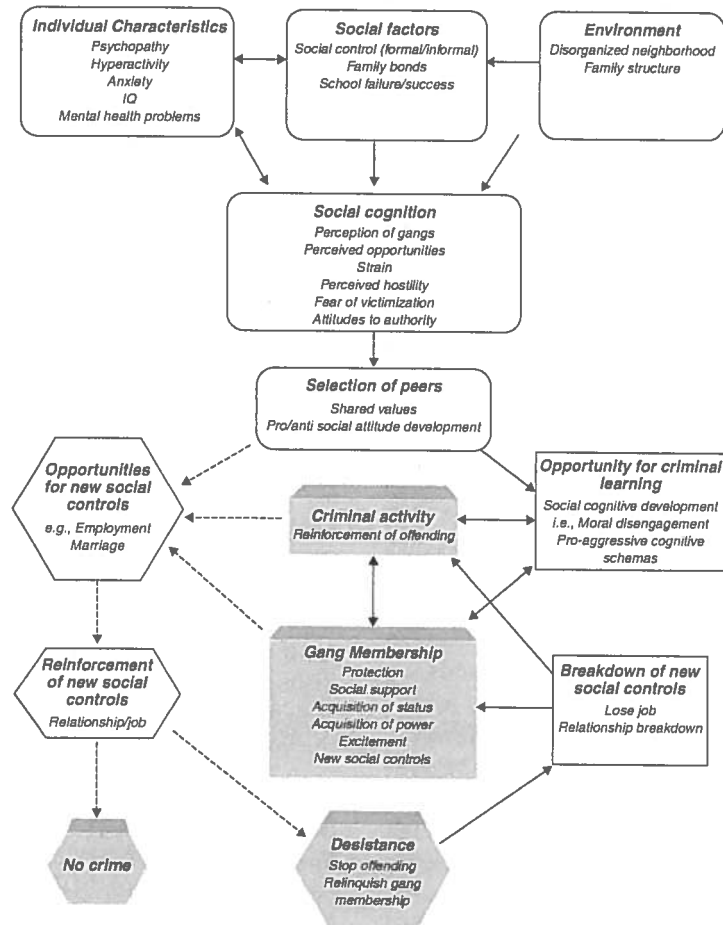 Individual Characteristics
Psychopathy
Hyperactivity
Anxiety
IQ
Mental health problems
Social factors
Social control (formal/informal)
Family bonds
School failure/success
Environment
Disorganized neighborhood
Family structure
Social cognition
Perception of gangs
Perceived opportunities
Strain
Perceived hostility
Fear of victimization
Attitudes to authority
Selection of peers
Shared values
Pro/anti social attitude development
Opportunities
for new social
controls
e.g., Employment
Marriage
Criminal activity
Reinforcement of offending
Opportunity for criminal
learning
Social cognitive development
i.e., Moral disengagement
Pro-aggressive cognitive
schemas
Gang Membership
Protection
Social support
Acquisition of status
Acquisition of power
Excitement
New social controls
Reinforcement
of new social
controls
Relationship/job
Breakdown of new
social controls
Lose job
Relationship breakdown
No crime
Desistance
Stop offending
Relinquish gang
membership